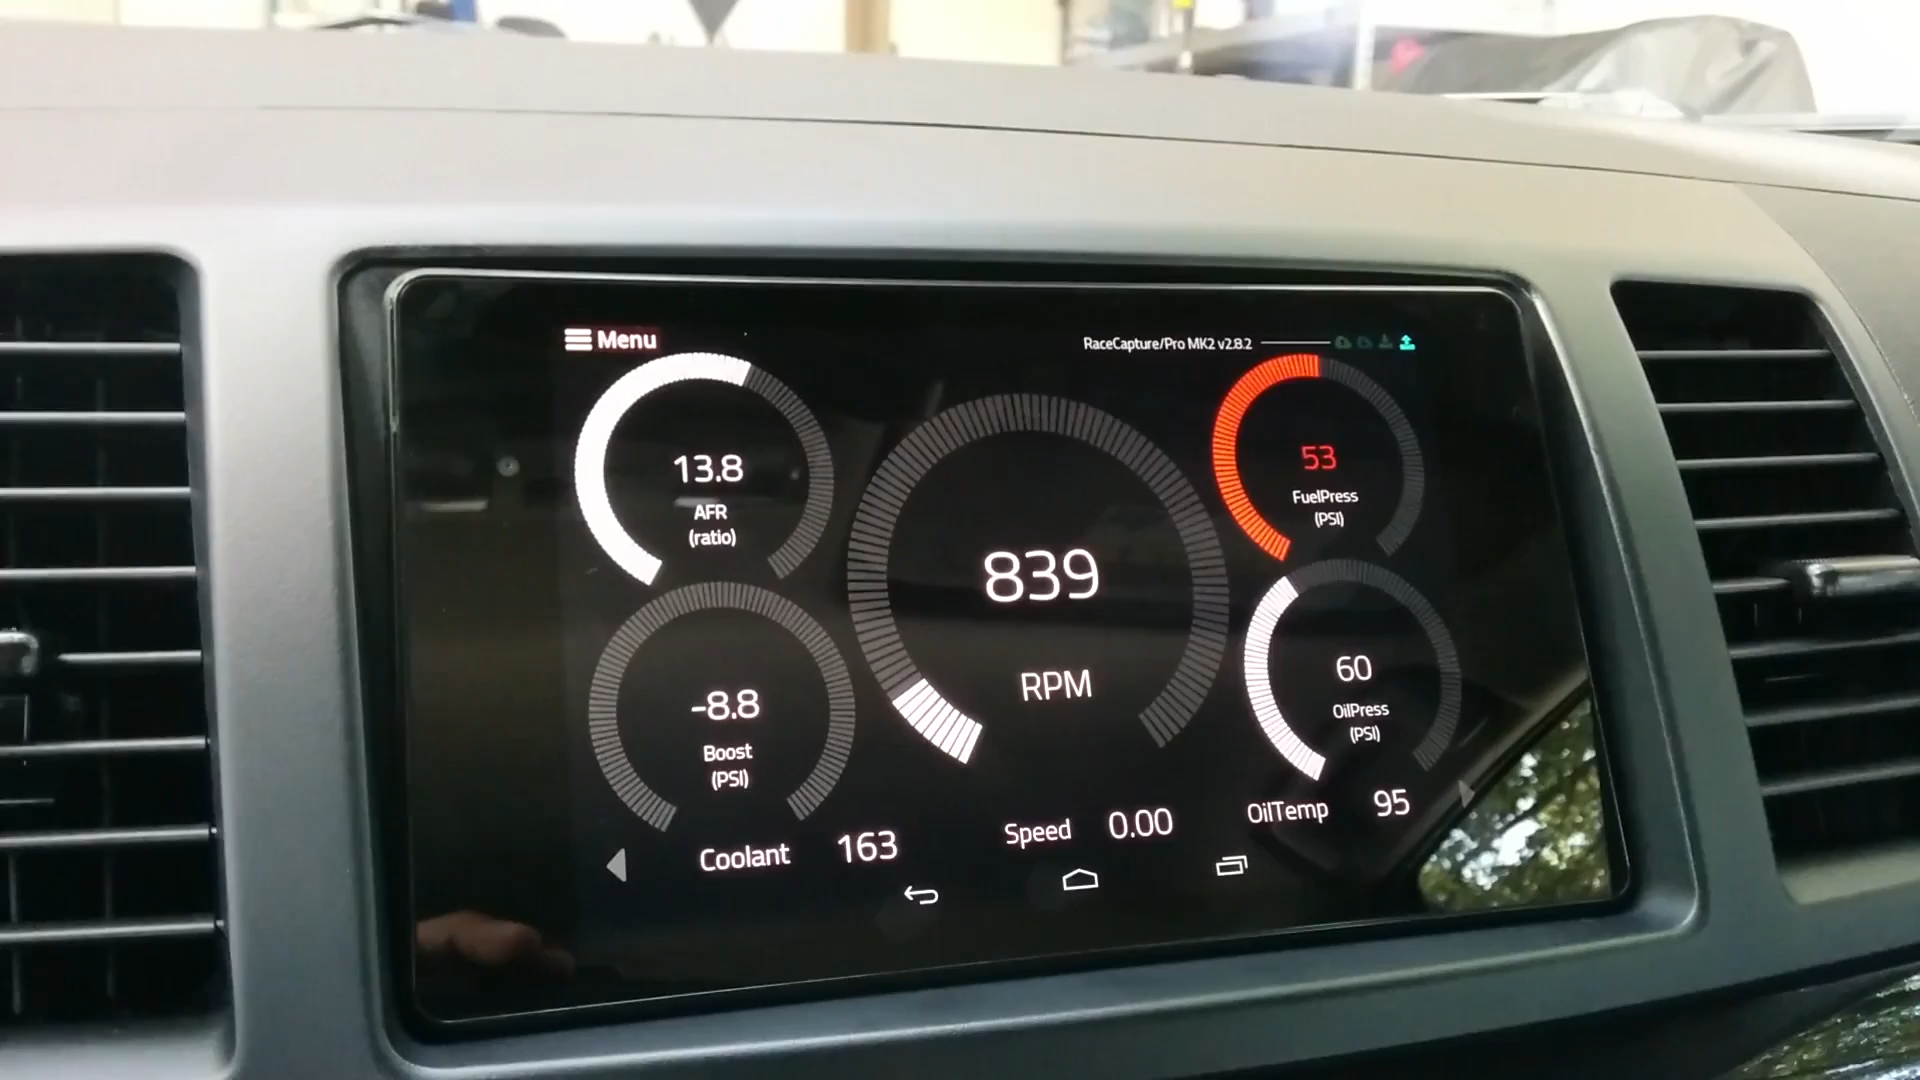 Menu
RaceCapture/Pro MK2 v2.8.2
13.8
AFR
(ratio)
53
FuelPress
(PSI)
839
RPM
-8.8
Boost
(PSI)
60
OilPress
(PSI)
Coolant 163
Speed 0.00
OilTemp 95